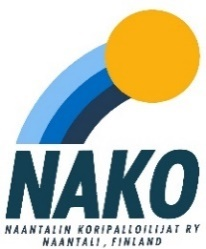 NAKO
NAANTALIN KORIPALLOILIJAT RY
NAANTALI, FINLAND